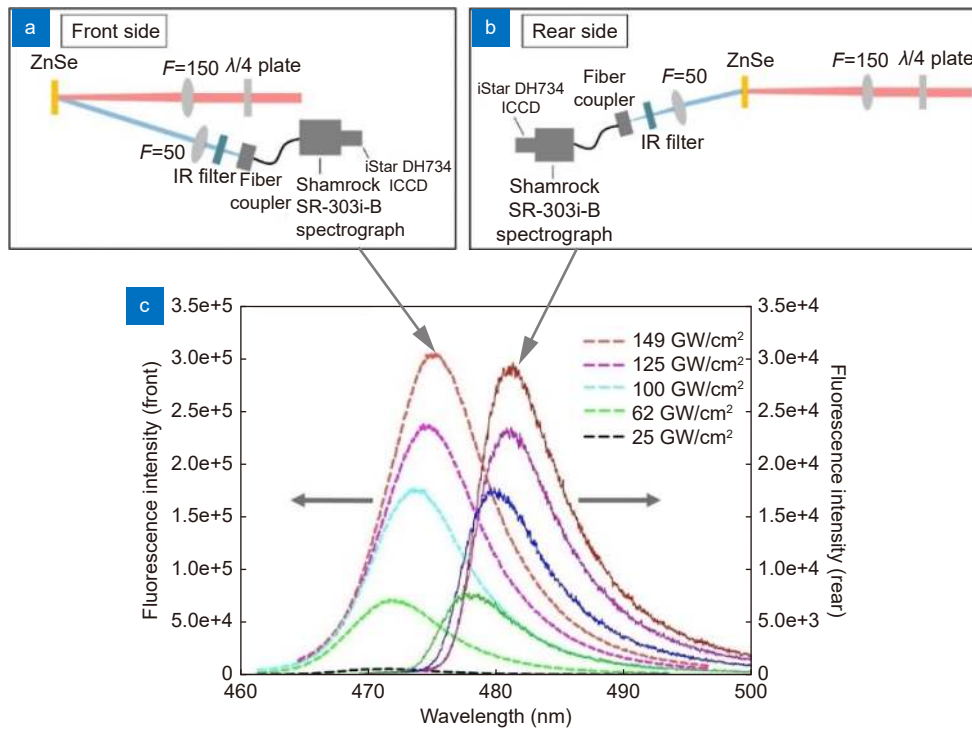 a
Front side
ZnSe
F=150 λ/4 plate
F=50
IR filter
Fiber
coupler
Shamrock
SR-303i-B
spectrograph
iStar DH734
ICCD
b
Rear side
iStar DH734
ICCD
Fiber
coupler
F=50
ZnSe
F=150 λ/4 plate
IR filter
Shamrock
SR-303i-B
spectrograph
c
Fluorescence intensity (front)
3.5e+5
3.0e+5
2.5e+5
2.0e+5
1.5e+5
1.0e+5
5.0e+4
0
149 GW/cm²
125 GW/cm²
100 GW/cm²
62 GW/cm²
25 GW/cm²
3.5e+4
3.0e+4
2.5e+4
2.0e+4
1.5e+4
1.0e+4
5.0e+3
0
Fluorescence intensity (rear)
460 470 480 490 500
Wavelength (nm)